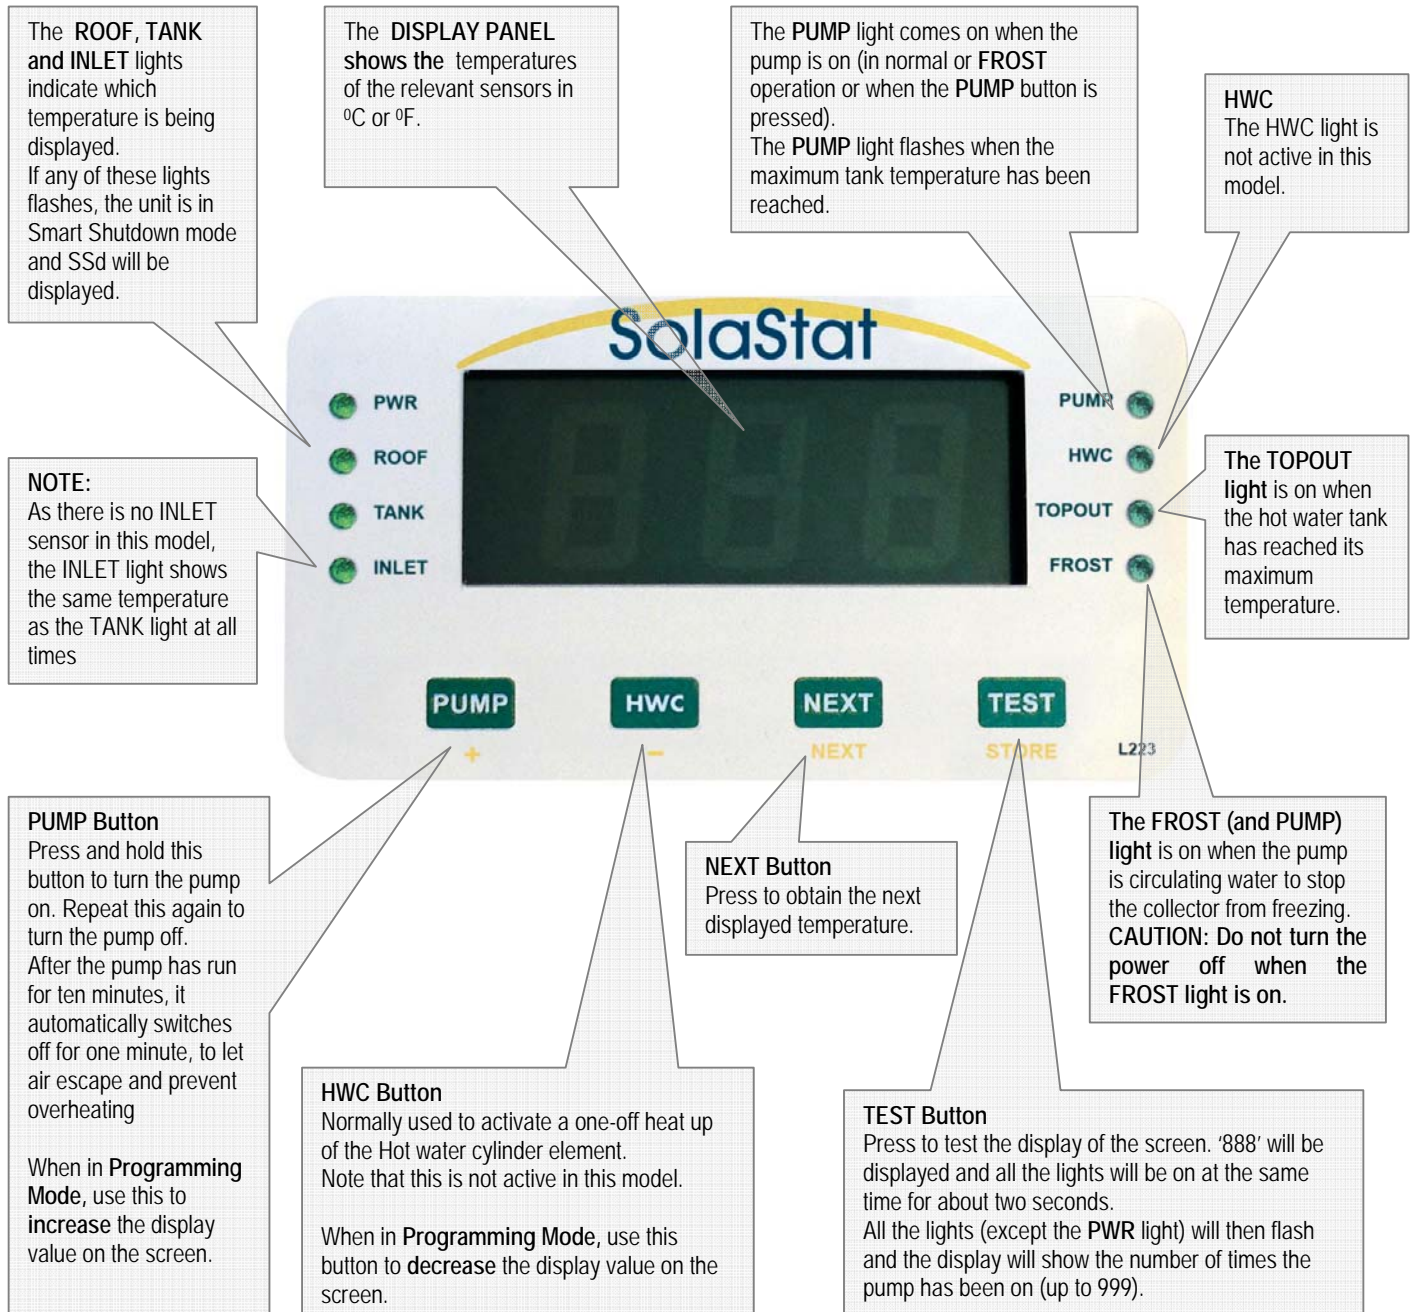 The ROOF, TANK
and INLET lights
indicate which
temperature is being
displayed.
If any of these lights
flashes, the unit is in
Smart Shutdown mode
and SSd will be
displayed.
The DISPLAY PANEL
shows the temperatures
of the relevant sensors in
⁰C or ⁰F.
The PUMP light comes on when the
pump is on (in normal or FROST
operation or when the PUMP button is
pressed).
The PUMP light flashes when the
maximum tank temperature has been
reached.
HWC
The HWC light is
not active in this
model.
SolaStat
PWR
ROOF
TANK
INLET
PUMP
HWC
TOPOUT
FROST
NOTE:
As there is no INLET
sensor in this model,
the INLET light shows
the same temperature
as the TANK light at all
times
The TOPOUT
light is on when
the hot water tank
has reached its
maximum
temperature.
PUMP HWC NEXT TEST
+ − NEXT STORE L223
PUMP Button
Press and hold this
button to turn the pump
on. Repeat this again to
turn the pump off.
After the pump has run
for ten minutes, it
automatically switches
off for one minute, to let
air escape and prevent
overheating
When in Programming
Mode, use this to
increase the display
value on the screen.
NEXT Button
Press to obtain the next
displayed temperature.
The FROST (and PUMP)
light is on when the pump
is circulating water to stop
the collector from freezing.
CAUTION: Do not turn the
power off when the
FROST light is on.
HWC Button
Normally used to activate a one-off heat up
of the Hot water cylinder element.
Note that this is not active in this model.
When in Programming Mode, use this
button to decrease the display value on the
screen.
TEST Button
Press to test the display of the screen. '888' will be
displayed and all the lights will be on at the same
time for about two seconds.
All the lights (except the PWR light) will then flash
and the display will show the number of times the
pump has been on (up to 999).